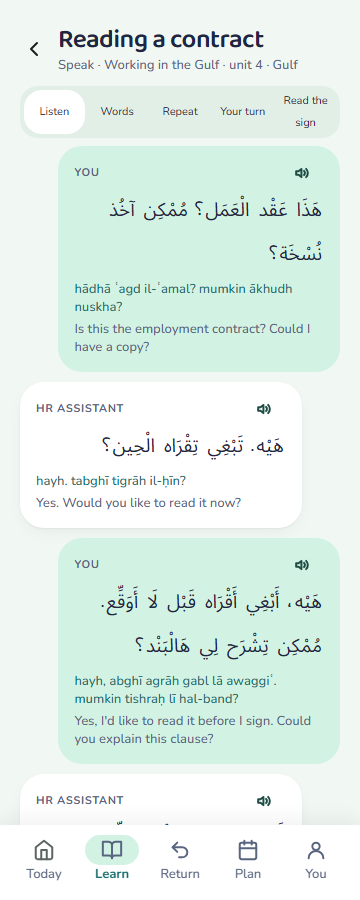 Reading a contract
Speak · Working in the Gulf · unit 4 · Gulf
Listen
Words
Repeat
Your turn
Read the
sign
YOU
هَذَا عَقْد الْعَمَل؟ مُمْكِن آخُذ
نُسْخَة؟
hādhā ʿagd il-ʿamal? mumkin ākhudh
nuskha?
Is this the employment contract? Could I
have a copy?
HR ASSISTANT
هَيْه. تَبْغِي تِقْرَاه الْحِين؟
hayh. tabghī tigrāh il-ḥīn?
Yes. Would you like to read it now?
YOU
هَيْه، أَبْغِي أَقْرَاه قَبْل لَا أَوَقِّع.
مُمْكِن تِشْرَح لِي هَالْبَنْد؟
hayh, abghī agrāh gabl lā awaggiʿ.
mumkin tishraḥ lī hal-band?
Yes, I'd like to read it before I sign. Could
you explain this clause?
HR ASSISTANT
Today
Learn
Return
Plan
You